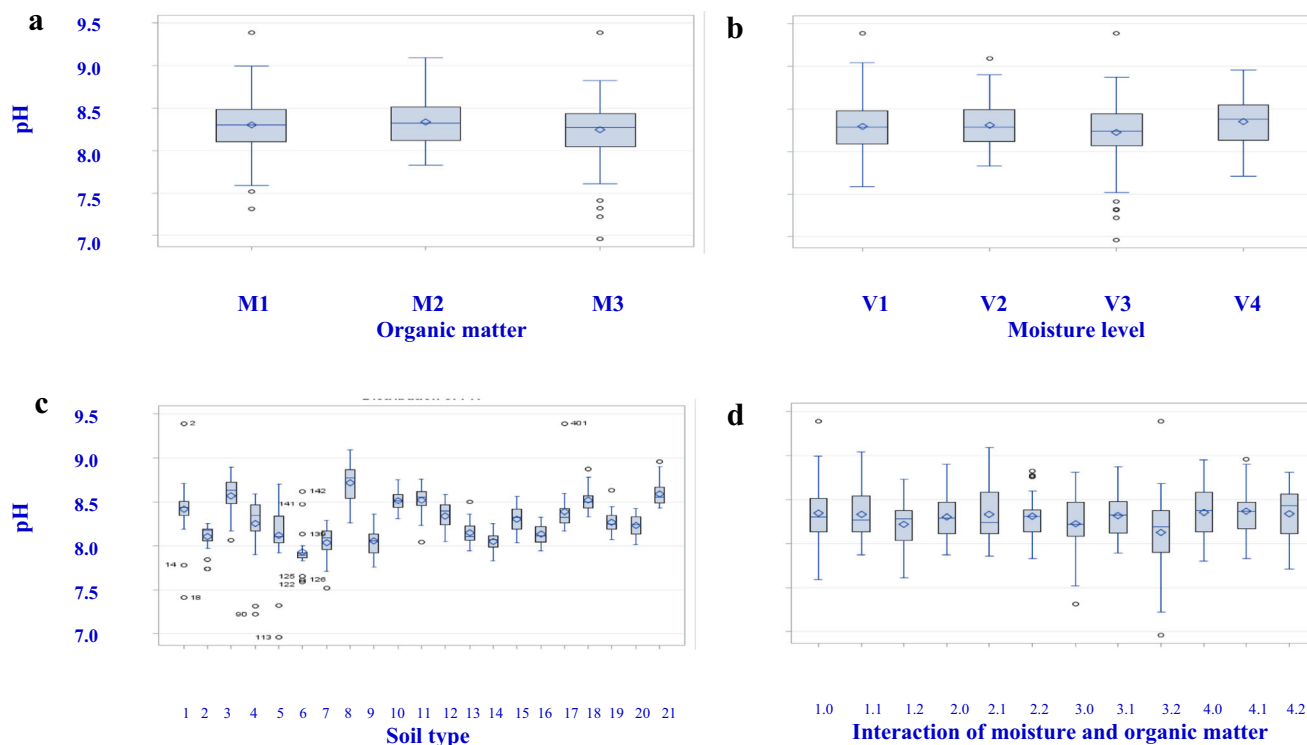 a
9.5
9.0
8.5
8.0
7.5
7.0
pH
M1 M2 M3
Organic matter
b
V1 V2 V3 V4
Moisture level
c
9.5
9.0
8.5
8.0
7.5
7.0
pH
2
14
18
90
141
113
142
139
125
126
122
401
1 2 3 4 5 6 7 8 9 10 11 12 13 14 15 16 17 18 19 20 21
Soil type
d
1.0 1.1 1.2 2.0 2.1 2.2 3.0 3.1 3.2 4.0 4.1 4.2
Interaction of moisture and organic matter